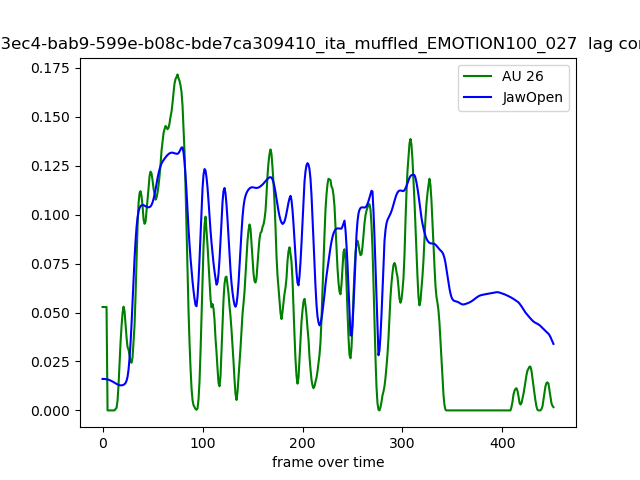 3ec4-bab9-599e-b08c-bde7ca309410_ita_muffled_EMOTION100_027 lag
AU 26
JawOpen
0.175
0.150
0.125
0.100
0.075
0.050
0.025
0.000
0 100 200 300 400
frame over time